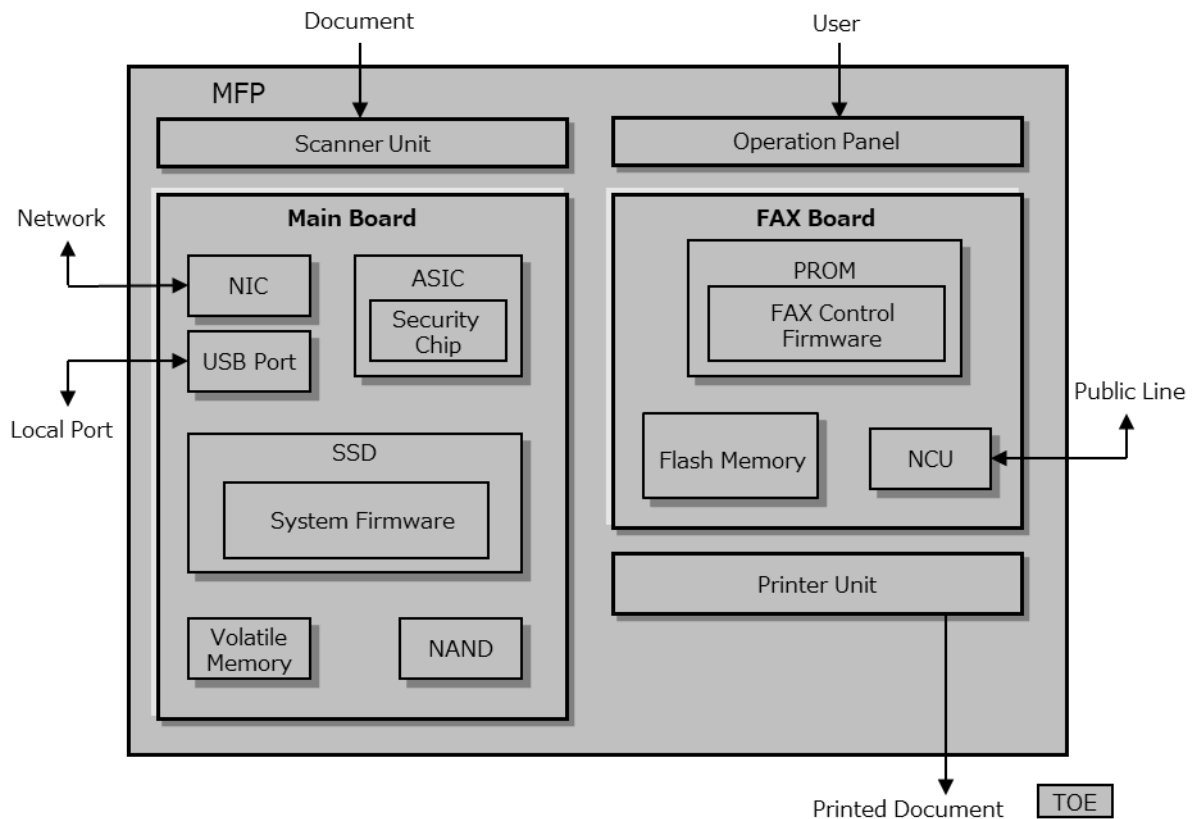 Document
User
MFP
Scanner Unit
Operation Panel
Main Board
FAX Board
Network
NIC
ASIC
Security
Chip
PROM
FAX Control
Firmware
USB Port
Local Port
Public Line
SSD
System Firmware
Flash Memory
NCU
Printer Unit
Volatile
Memory
NAND
Printed Document
TOE